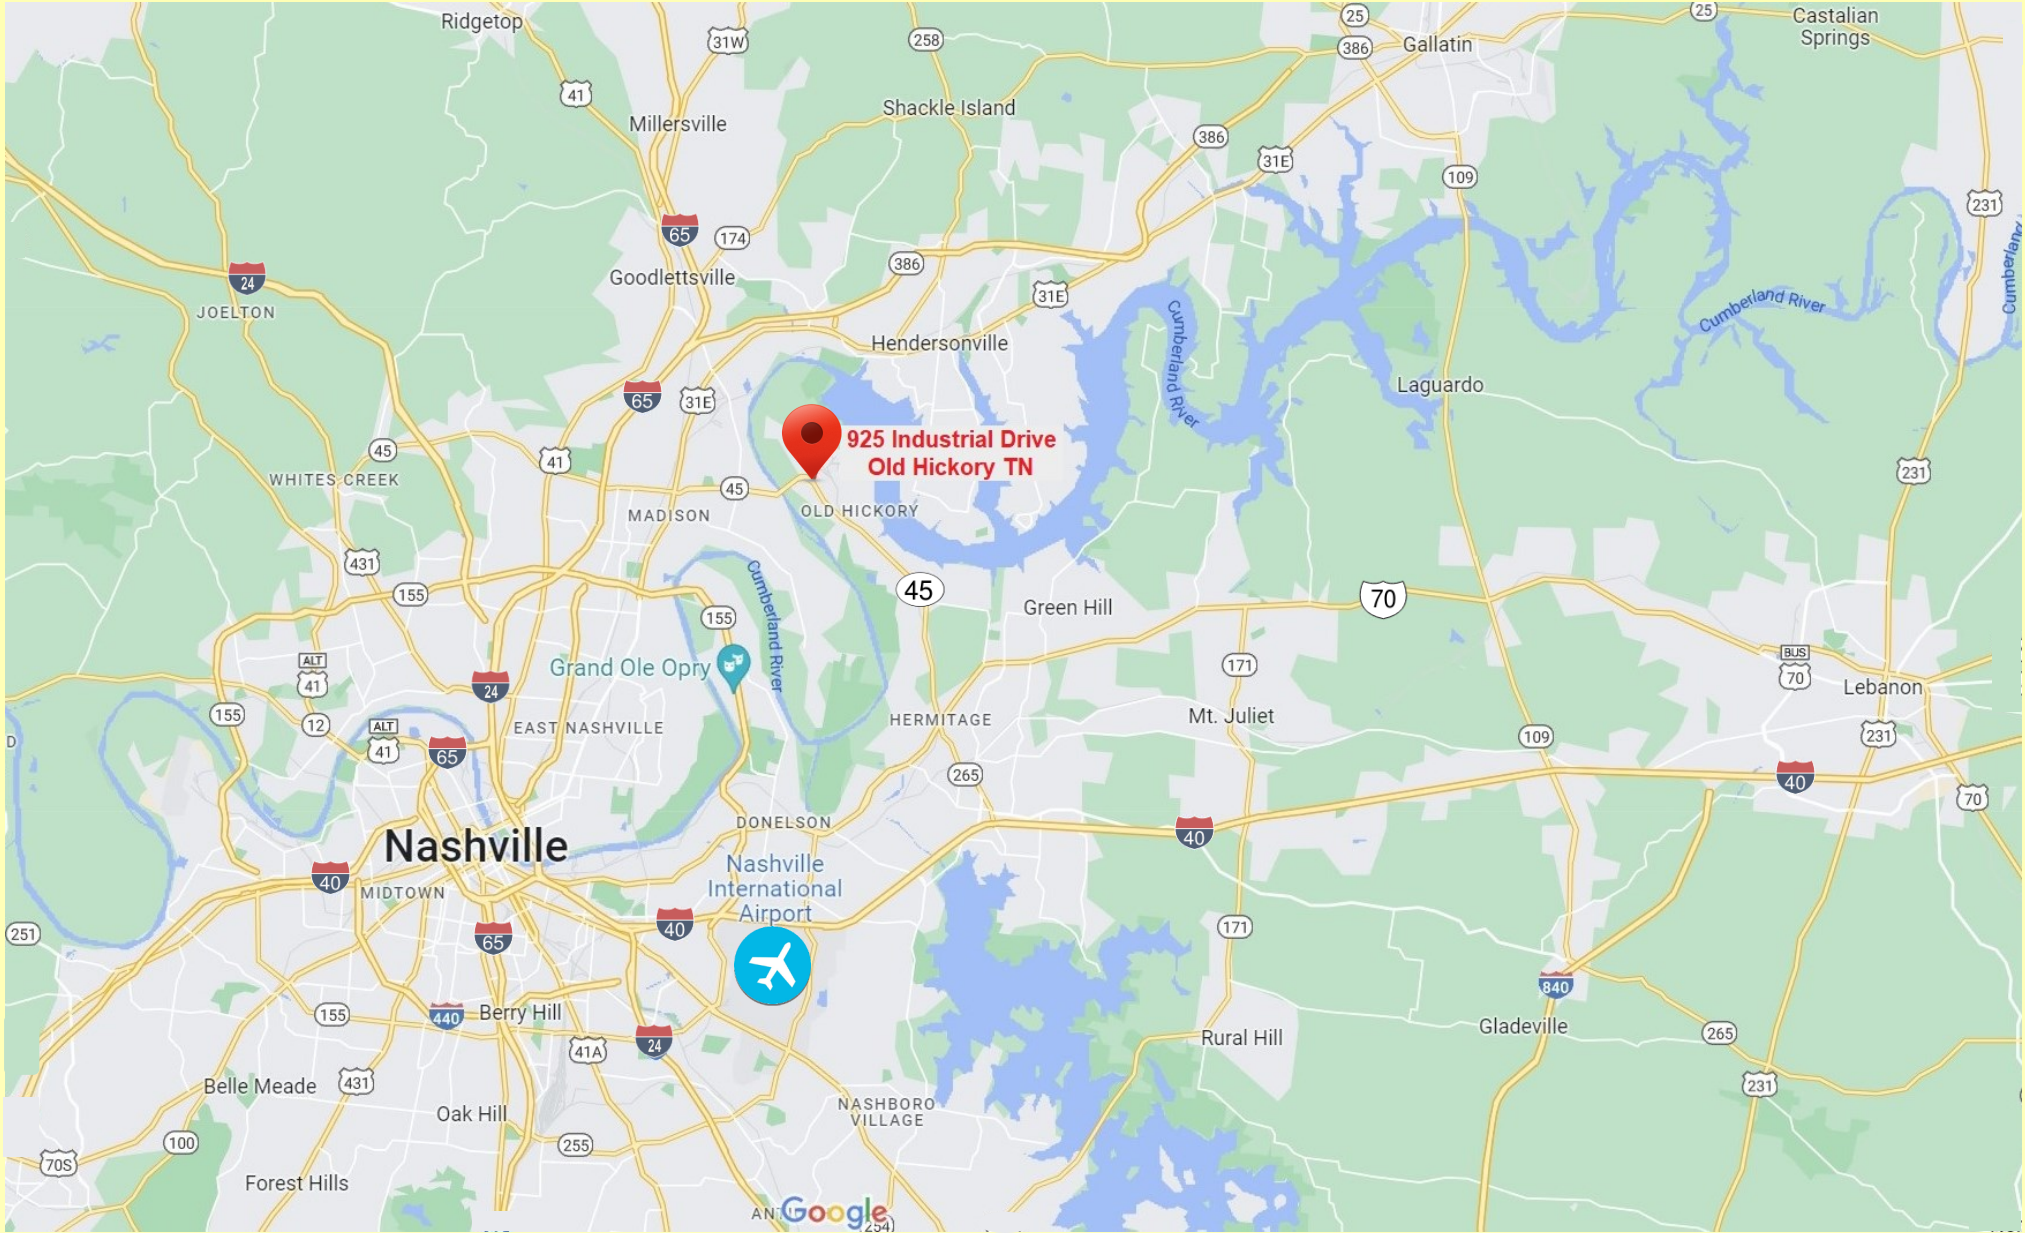 Ridgetop
31W
258
25
25
Castalian
Springs
386
Gallatin
41
Millersville
Shackle Island
386
31E
109
231
65
174
Goodlettsville
386
31E
24
JOELTON
Cumberland River
Cumberland River
Cumberland
Hendersonville
Laguardo
65
31E
45
WHITES CREEK
41
45
MADISON
925 Industrial Drive
Old Hickory TN
OLD HICKORY
231
431
155
Cumberland River
45
Green Hill
70
155
ALT
41
24
Grand Ole Opry
171
BUS
70
Lebanon
155
12
ALT
41
65
EAST NASHVILLE
HERMITAGE
Mt. Juliet
109
231
D
265
40
70
Nashville
DONELSON
40
40
MIDTOWN
Nashville
International
Airport
251
65
40
171
840
155
440
Berry Hill
41A
24
Rural Hill
Gladeville
265
Belle Meade
431
Oak Hill
NASHBORO
VILLAGE
231
100
255
70S
Forest Hills
ANTI
Google
254